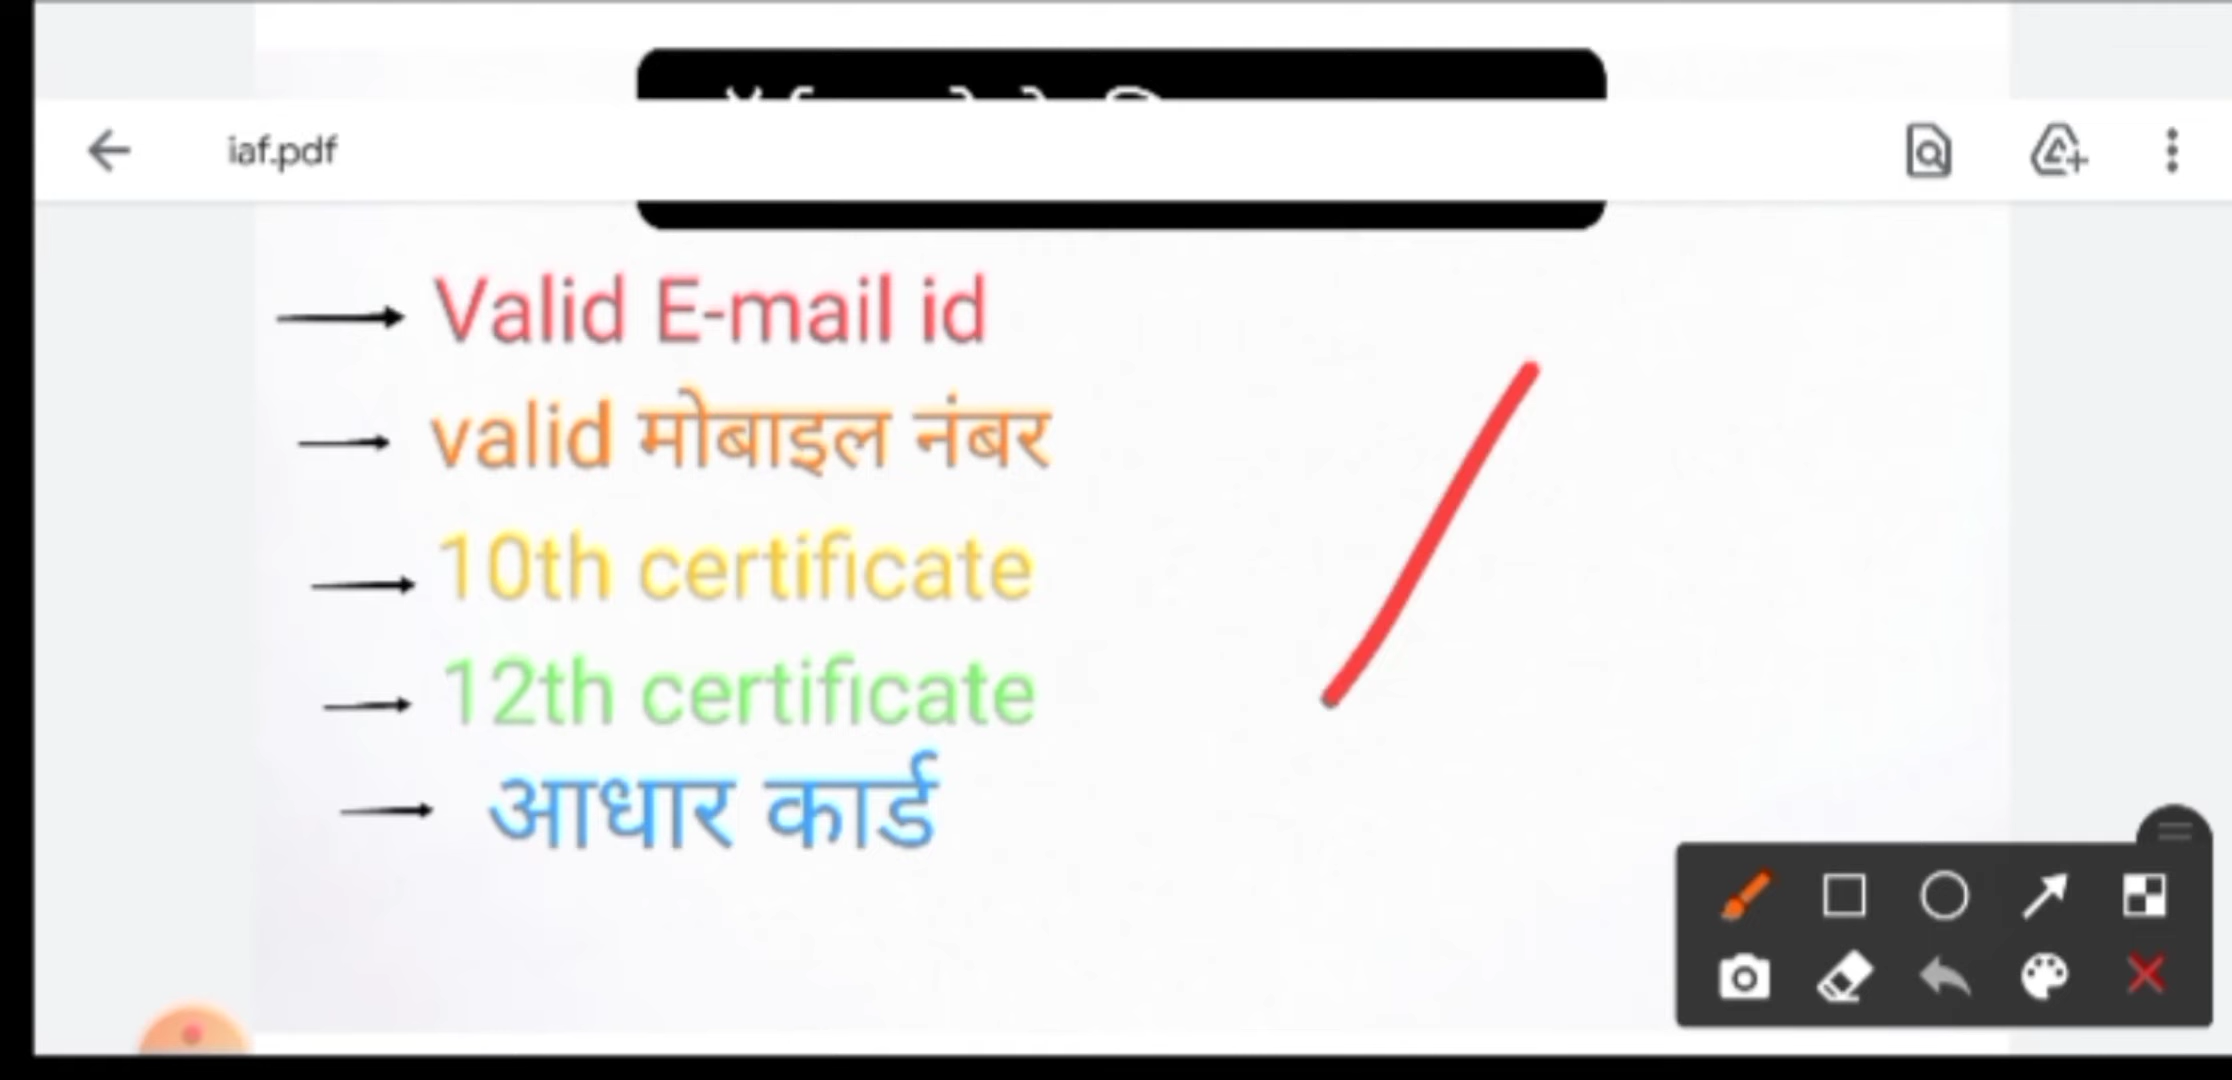 iaf.pdf
Valid E-mail id
valid मोबाइल नंबर
10th certificate
12th certificate
आधार कार्ड